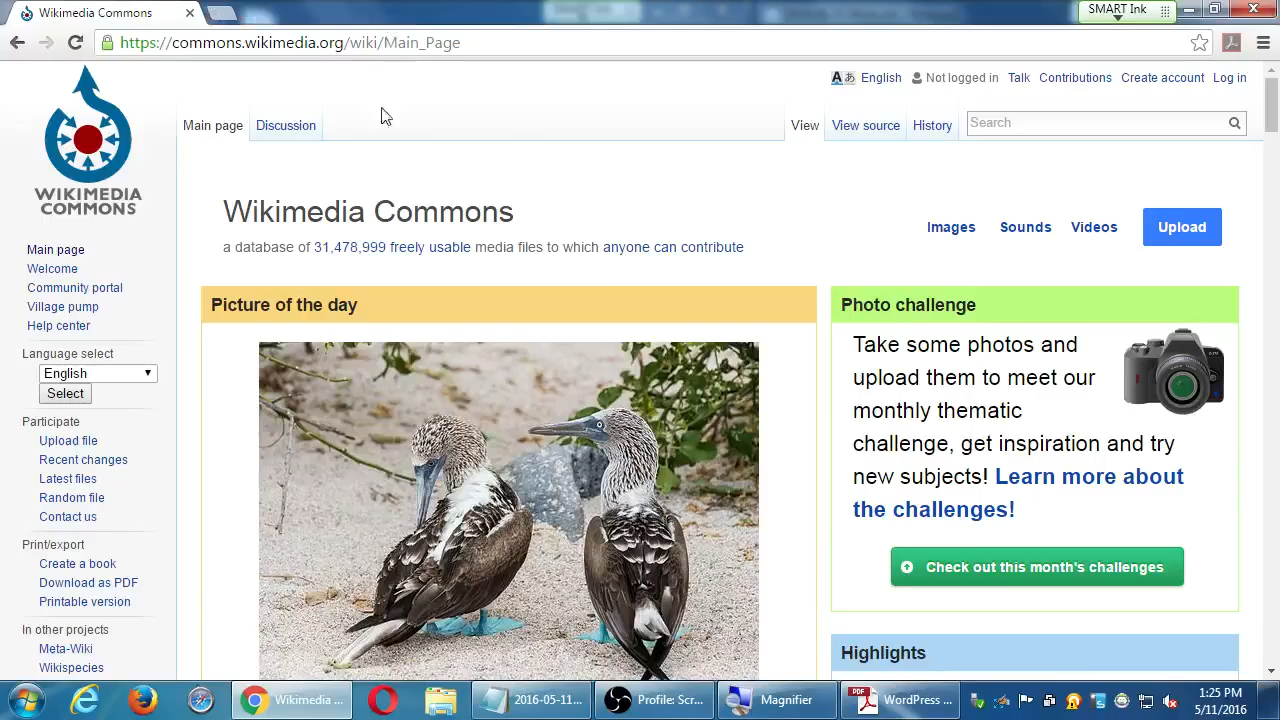 Wikimedia Commons
SMART Ink
https://commons.wikimedia.org/wiki/Main_Page
English Not logged in Talk Contributions Create account Log in
Main page Discussion View View source History Search
WIKIMEDIA
COMMONS
Wikimedia Commons
a database of 31,478,999 freely usable media files to which anyone can contribute
Images Sounds Videos Upload
Main page
Welcome
Community portal
Village pump
Help center
Language select
English
Select
Participate
Upload file
Recent changes
Latest files
Random file
Contact us
Print/export
Create a book
Download as PDF
Printable version
In other projects
Meta-Wiki
Wikispecies
Picture of the day
Photo challenge
Take some photos and
upload them to meet our
monthly thematic
challenge, get inspiration and try
new subjects! Learn more about
the challenges!
Check out this month's challenges
Highlights
Wikimedia ... 2016-05-11... Profile: Scr... Magnifier PDF WordPress ...
1:25 PM
5/11/2016